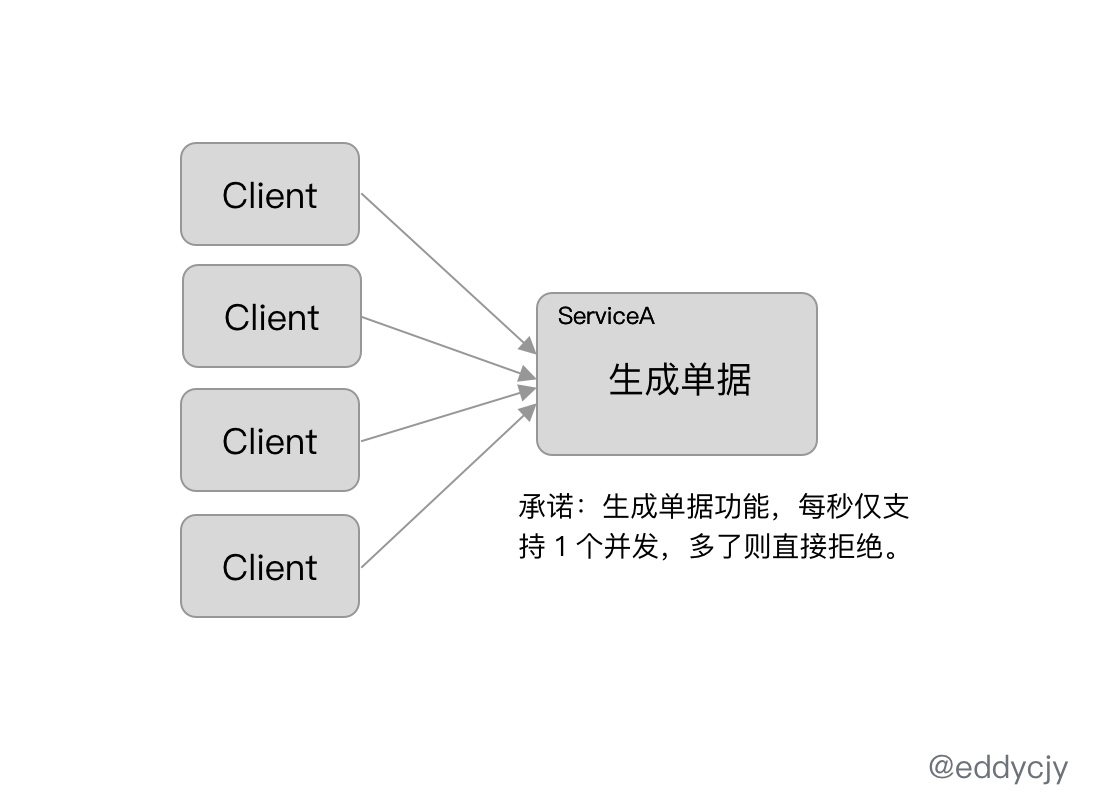 Client
Client
Client
Client
ServiceA
生成单据
承诺：生成单据功能，每秒仅支
持 1 个并发，多了则直接拒绝。
@eddycjy